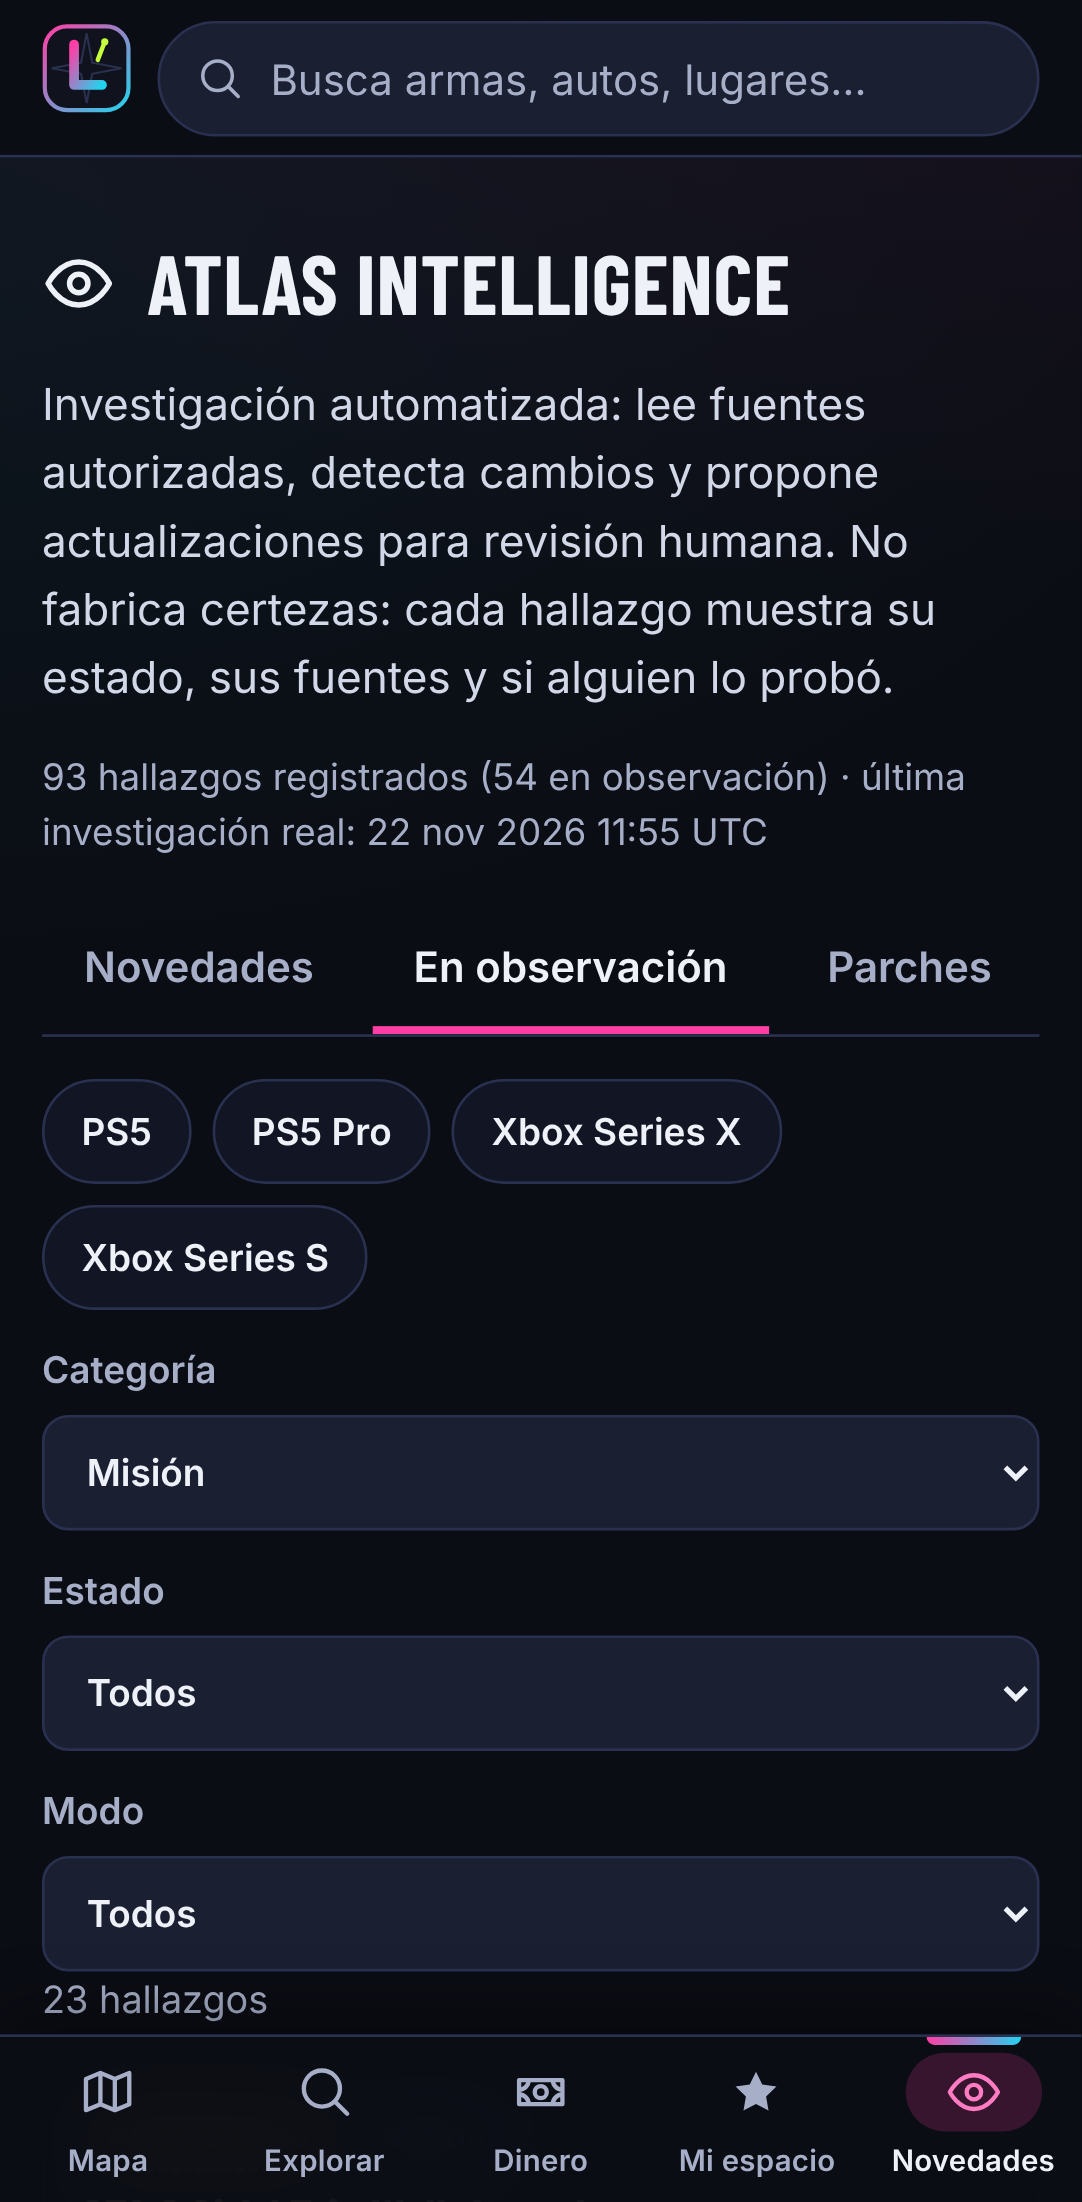 Busca armas, autos, lugares...
ATLAS INTELLIGENCE
Investigación automatizada: lee fuentes
autorizadas, detecta cambios y propone
actualizaciones para revisión humana. No
fabrica certezas: cada hallazgo muestra su
estado, sus fuentes y si alguien lo probó.
93 hallazgos registrados (54 en observación) · última
investigación real: 22 nov 2026 11:55 UTC
Novedades En observación Parches
PS5 PS5 Pro Xbox Series X
Xbox Series S
Categoría
Misión
Estado
Todos
Modo
Todos
23 hallazgos
Mapa Explorar Dinero Mi espacio Novedades